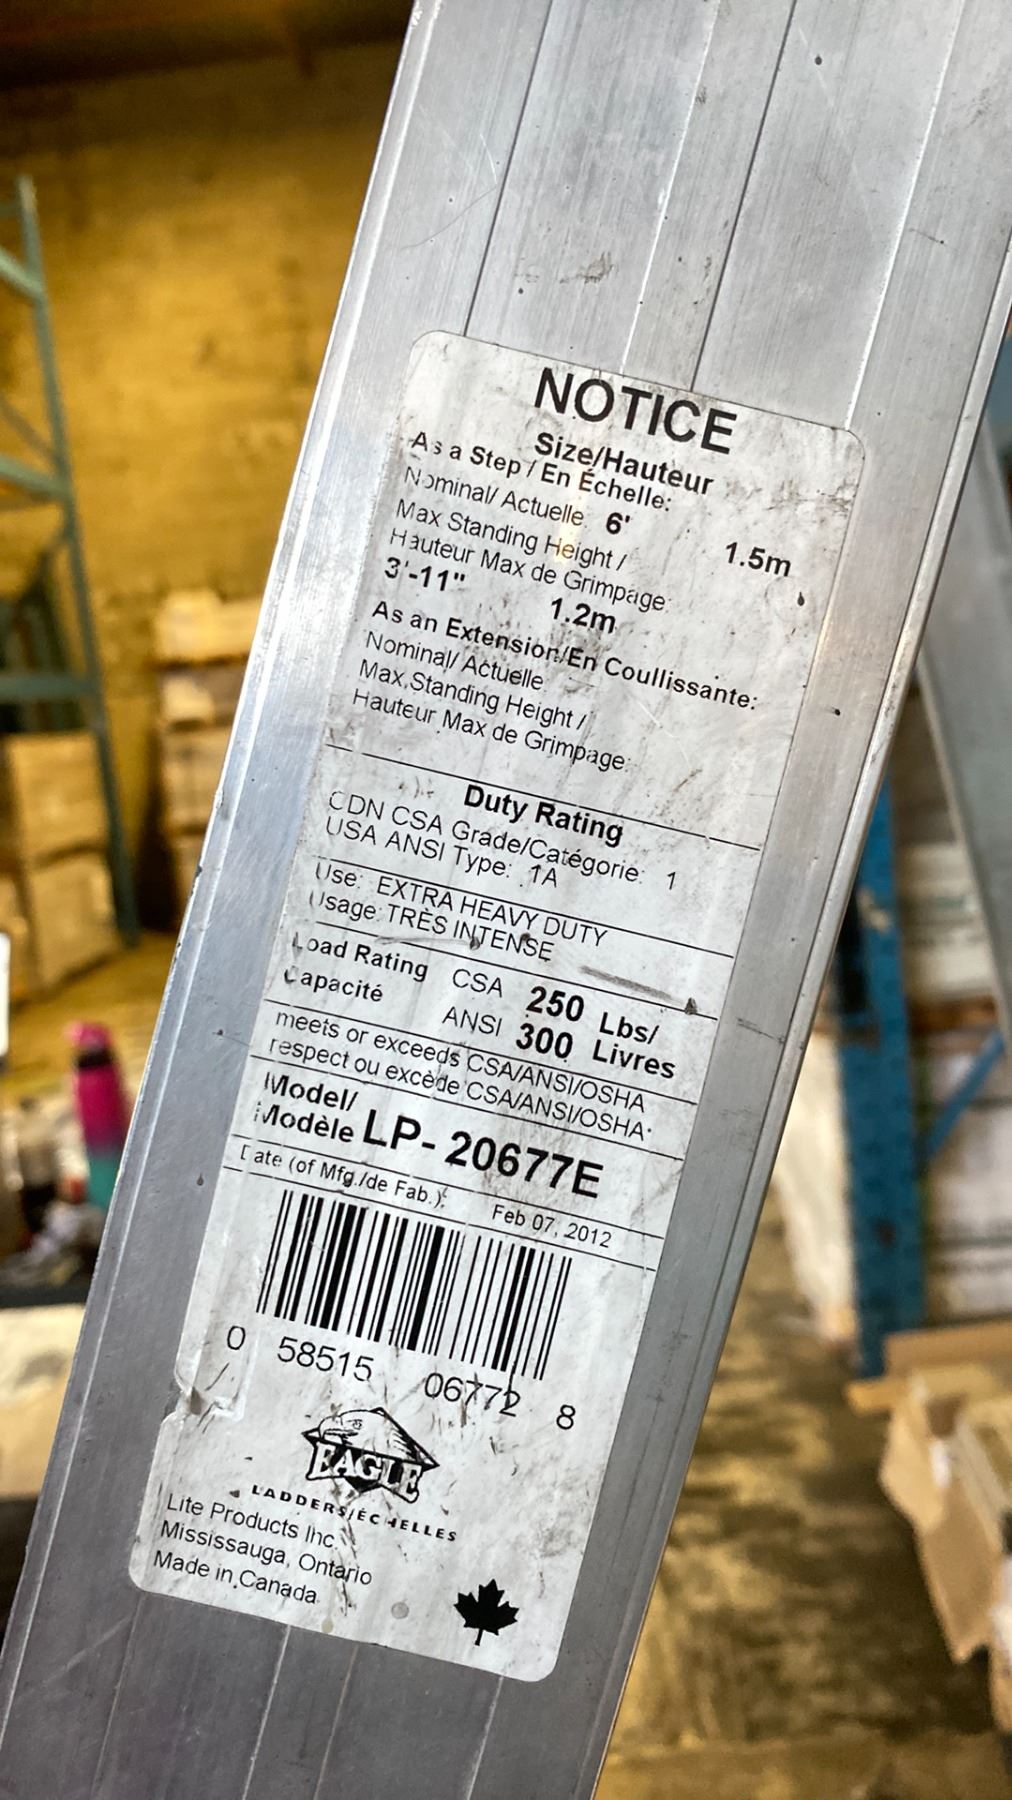 NOTICE
Size/Hauteur
As a Step / En Échelle:
Nominal/ Actuelle: 6' 1.5m
Max Standing Height /
Hauteur Max de Grimpage:
3'-11" 1.2m
As an Extension/En Coullissante:
Nominal/ Actuelle
Max.Standing Height /
Hauteur Max de Grimpage:
Duty Rating
CDN CSA Grade/Catégorie: 1
USA ANSI Type: 1A
Use: EXTRA HEAVY DUTY
Usage: TRÈS INTENSE
Load Rating CSA 250 Lbs/
Capacité ANSI 300 Livres
meets or exceeds CSA/ANSI/OSHA
respect ou excède CSA/ANSI/OSHA
Model/
Modèle LP- 20677E
Date (of Mfg./de Fab.): Feb 07, 2012
0 58515 06772 8
EAGLE
LADDERS/ÉCHELLES
Lite Products Inc.
Mississauga, Ontario
Made in Canada